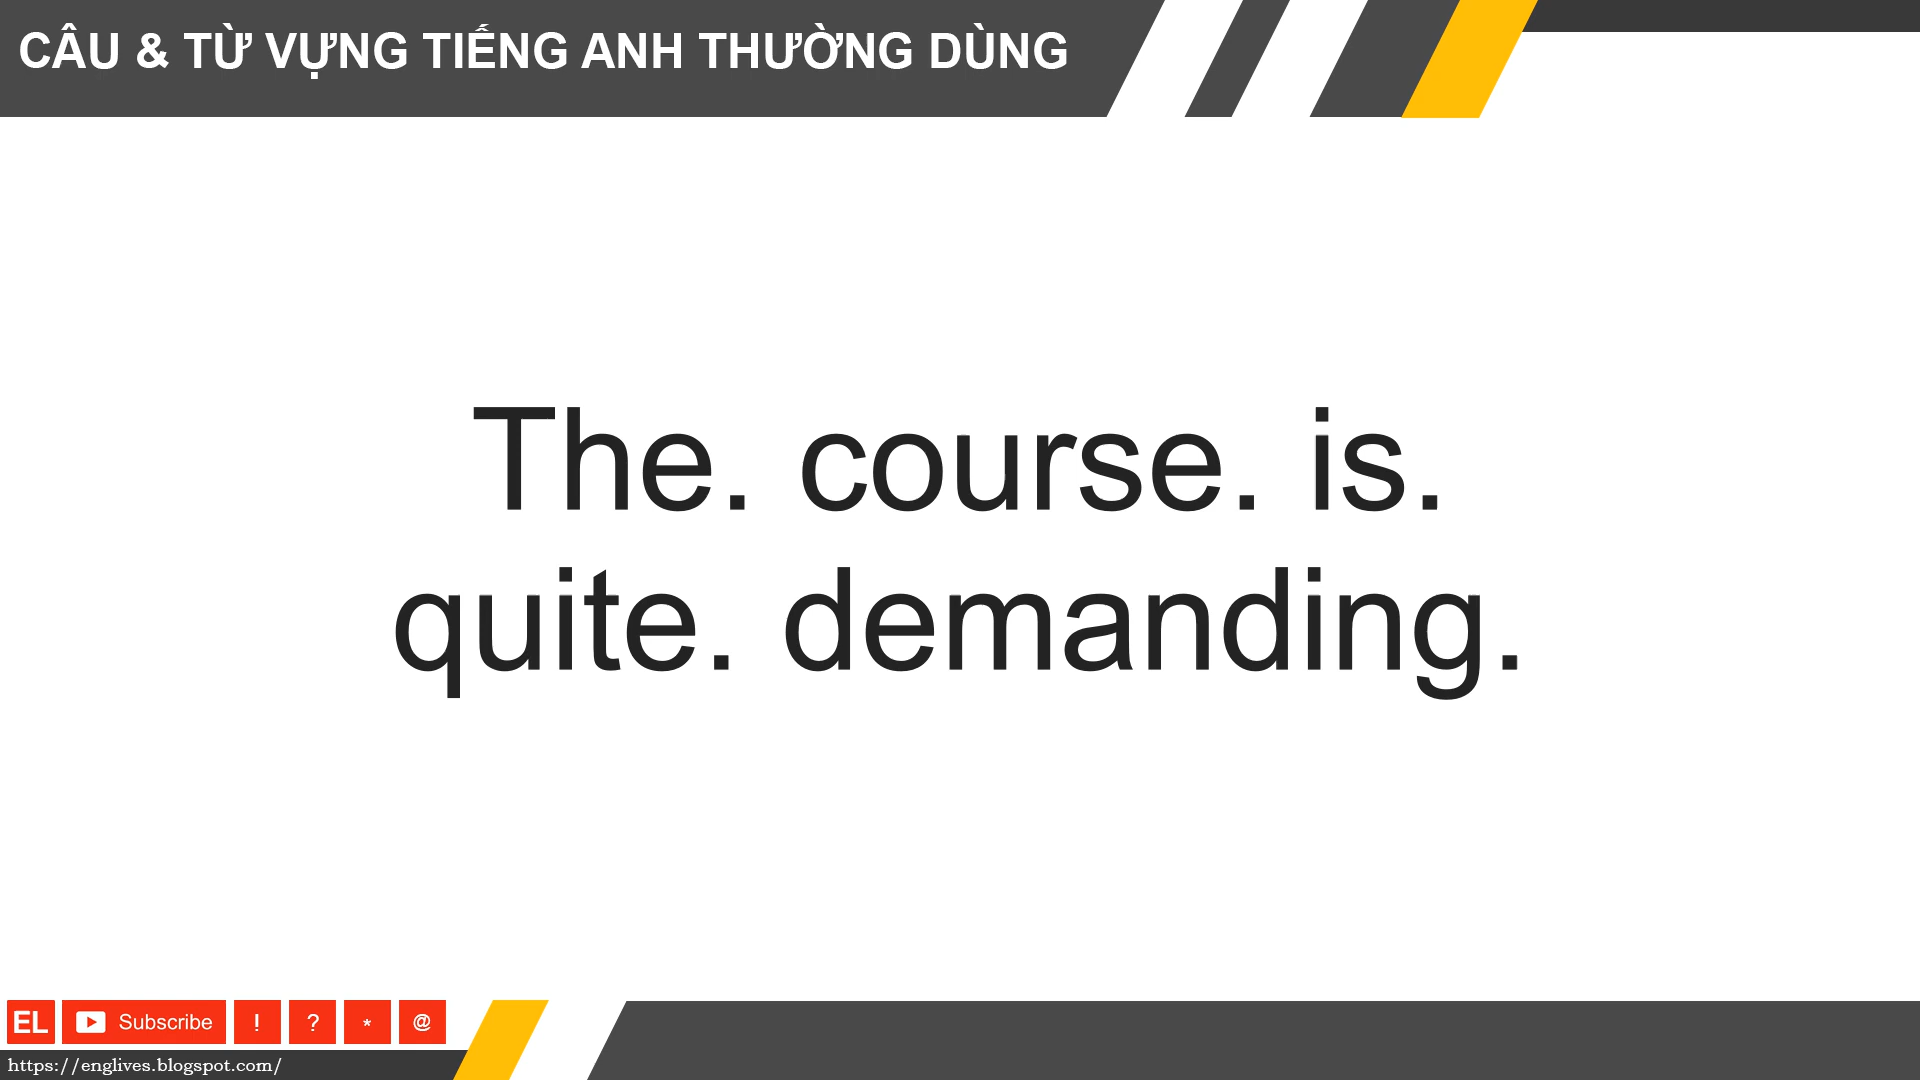 CÂU & TỪ VỰNG TIẾNG ANH THƯỜNG DÙNG
The. course. is.
quite. demanding.
EL Subscribe ! ? * @
https://englives.blogspot.com/